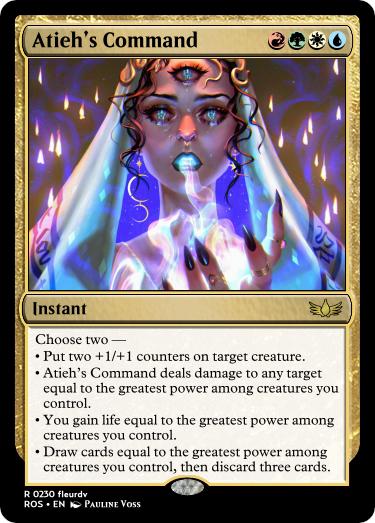 Atieh's Command
Instant
Choose two —
• Put two +1/+1 counters on target creature.
• Atieh's Command deals damage to any target
equal to the greatest power among creatures you
control.
• You gain life equal to the greatest power among
creatures you control.
• Draw cards equal to the greatest power among
creatures you control, then discard three cards.
R 0230 fleurdv
ROS • EN Pauline Voss